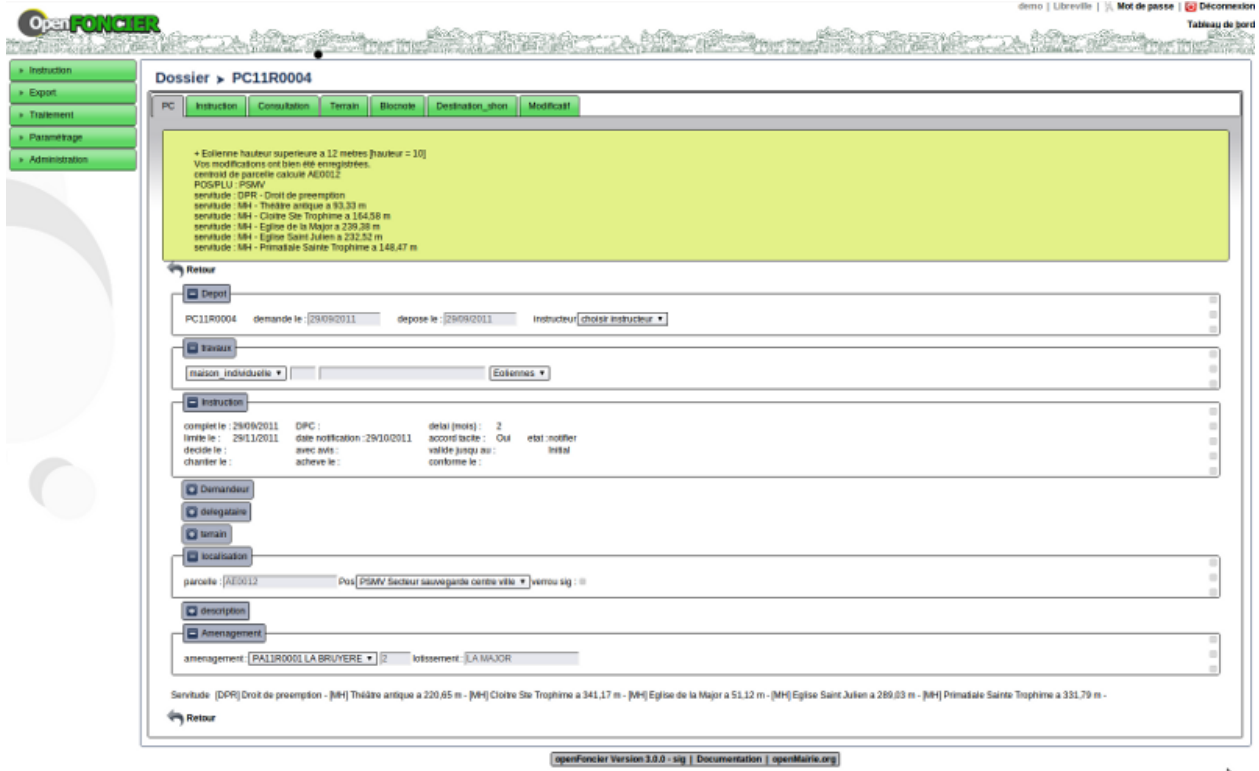 demo | Libreville | Mot de passe | Déconnexion
OpenFONCIER
Tableau de bord
Instruction
Export
Traitement
Paramétrage
Administration
Dossier ➤ PC11R0004
PC Instruction Consultation Terrain Blocnote Destination_shon Modificatif
+ Eolienne hauteur superieure a 12 metres [hauteur = 10]
Vos modifications ont bien été enregistrées.
centroid de parcelle calculé AE0012
POS/PLU : PSMV
servitude : DPR - Droit de preemption
servitude : MH - Théâtre antique a 93,33 m
servitude : MH - Cloitre Ste Trophime a 164,58 m
servitude : MH - Eglise de la Major a 239,38 m
servitude : MH - Eglise Saint Julien a 232,52 m
servitude : MH - Primatiale Sainte Trophime a 148,47 m
Retour
Depot
PC11R0004 demande le : 29/09/2011 depose le : 29/09/2011 instructeur choisir instructeur
travaux
maison_individuelle Eoliennes
Instruction
complet le : 29/09/2011 DPC : delai (mois) : 2
limite le : 29/11/2011 date notification :29/10/2011 accord tacite : Oui etat :notifier
decide le : avec avis : valide jusqu au : Initial
chantier le : acheve le : conforme le :
Demandeur
delegataire
terrain
localisation
parcelle : AE0012 Pos PSMV Secteur sauvegarde centre ville verrou sig :
description
Amenagement
amenagement : PA11R0001 LA BRUYERE 2 lotissement : LA MAJOR
Servitude [DPR] Droit de preemption - [MH] Théâtre antique a 220,65 m - [MH] Cloitre Ste Trophime a 341,17 m - [MH] Eglise de la Major a 51,12 m - [MH] Eglise Saint Julien a 289,03 m - [MH] Primatiale Sainte Trophime a 331,79 m -
Retour
openFoncier Version 3.0.0 - sig | Documentation | openMairie.org